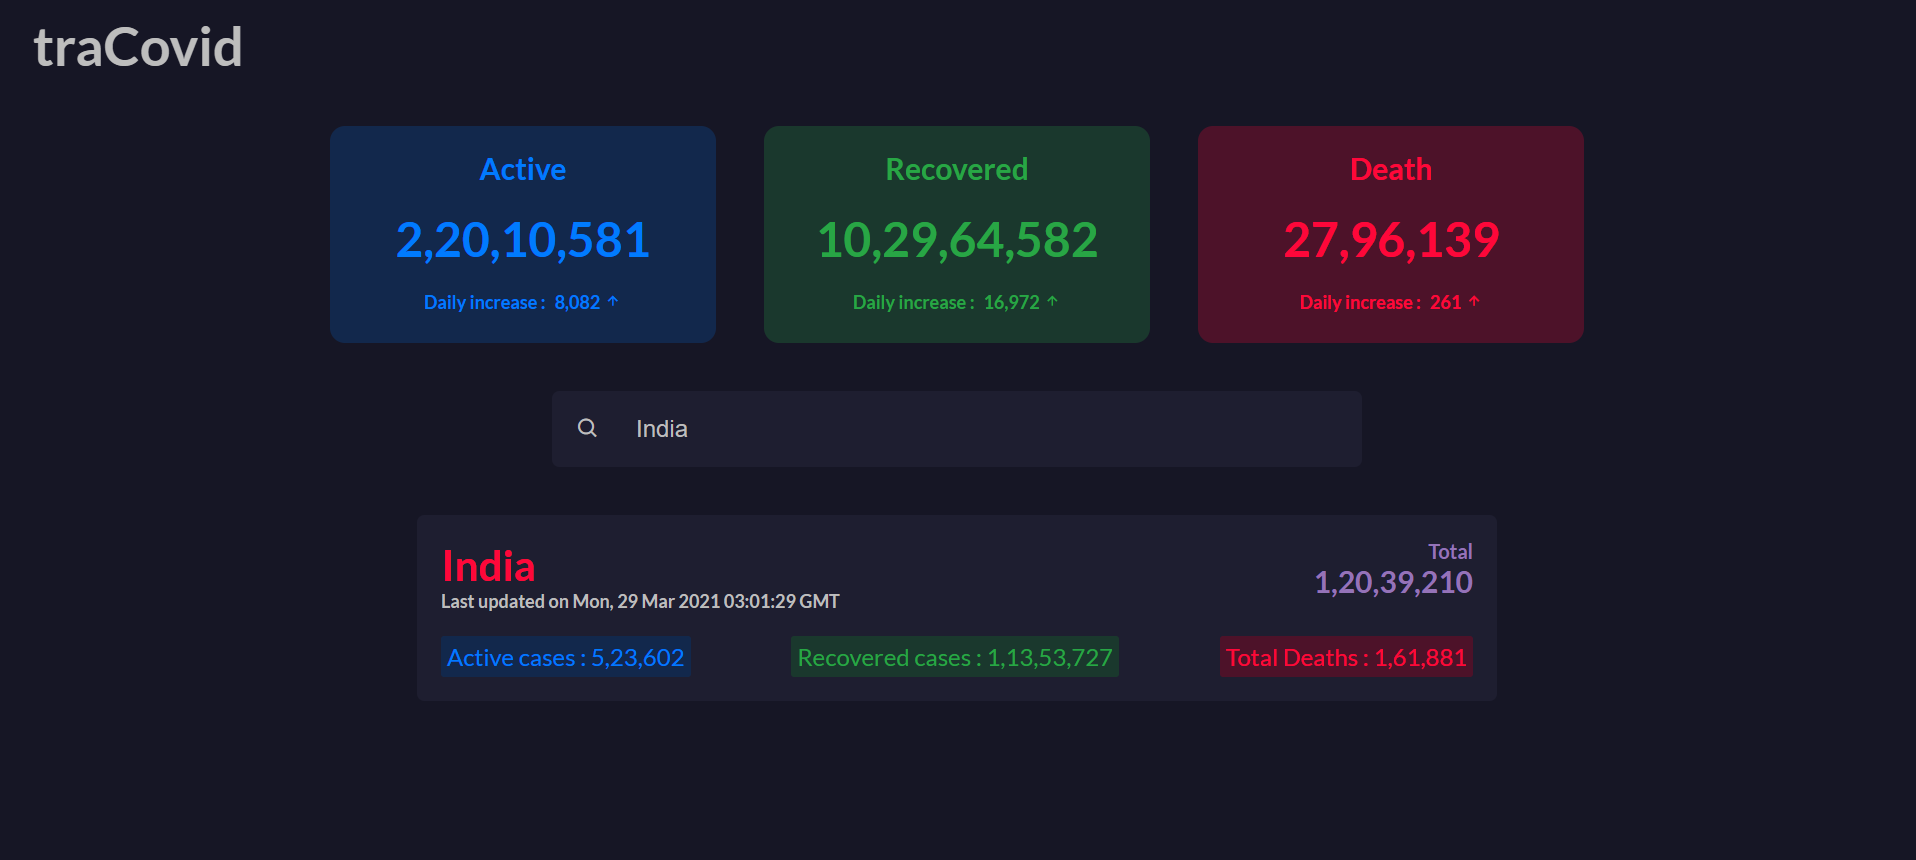 traCovid
Active
2,20,10,581
Daily increase : 8,082 ↑
Recovered
10,29,64,582
Daily increase : 16,972 ↑
Death
27,96,139
Daily increase : 261 ↑
India
India
Last updated on Mon, 29 Mar 2021 03:01:29 GMT
Total
1,20,39,210
Active cases : 5,23,602
Recovered cases : 1,13,53,727
Total Deaths : 1,61,881